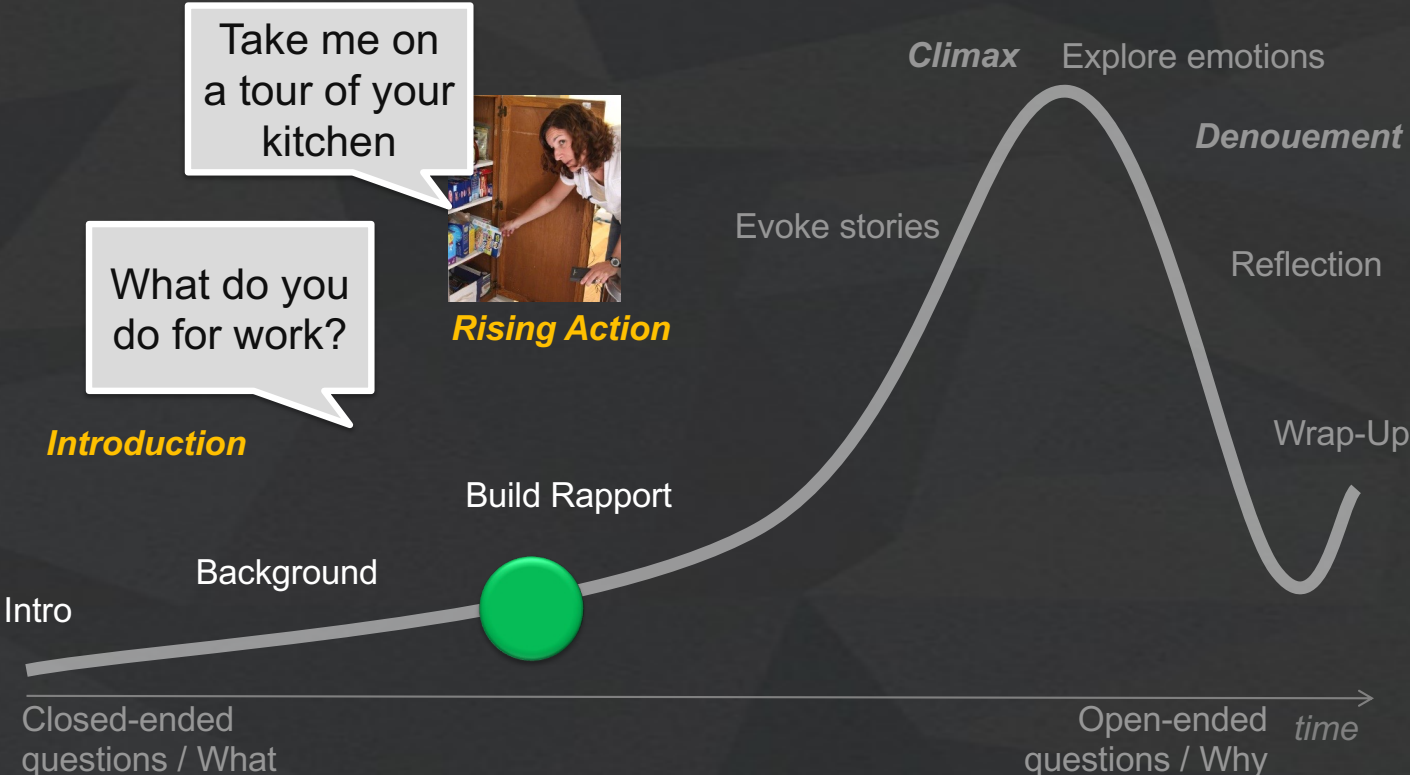 Take me on
a tour of your
kitchen
Climax Explore emotions
Denouement
Evoke stories
What do you
do for work?
Reflection
Rising Action
Introduction
Wrap-Up
Build Rapport
Background
Intro
Closed-ended
questions / What
Open-ended
questions / Why
time